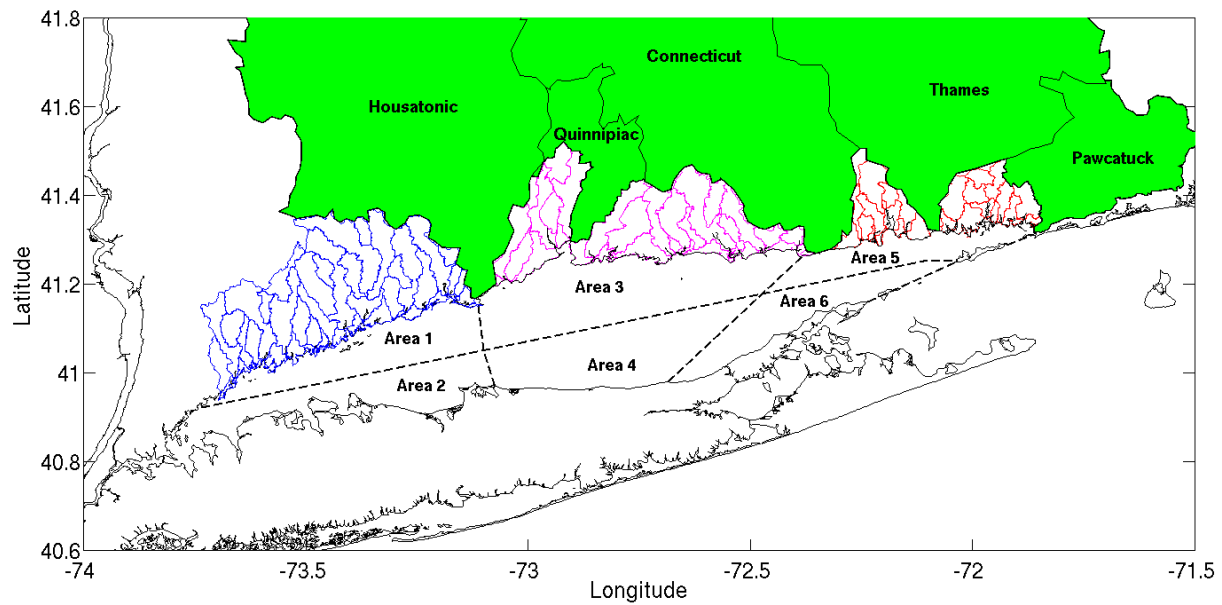 41.8
Connecticut
Thames
41.6
Housatonic
Quinnipiac
Pawcatuck
41.4
Area 5
41.2
Area 3
Area 6
Area 1
Latitude
41
Area 4
Area 2
40.8
40.6
-74
-73.5
-73
-72.5
-72
-71.5
Longitude